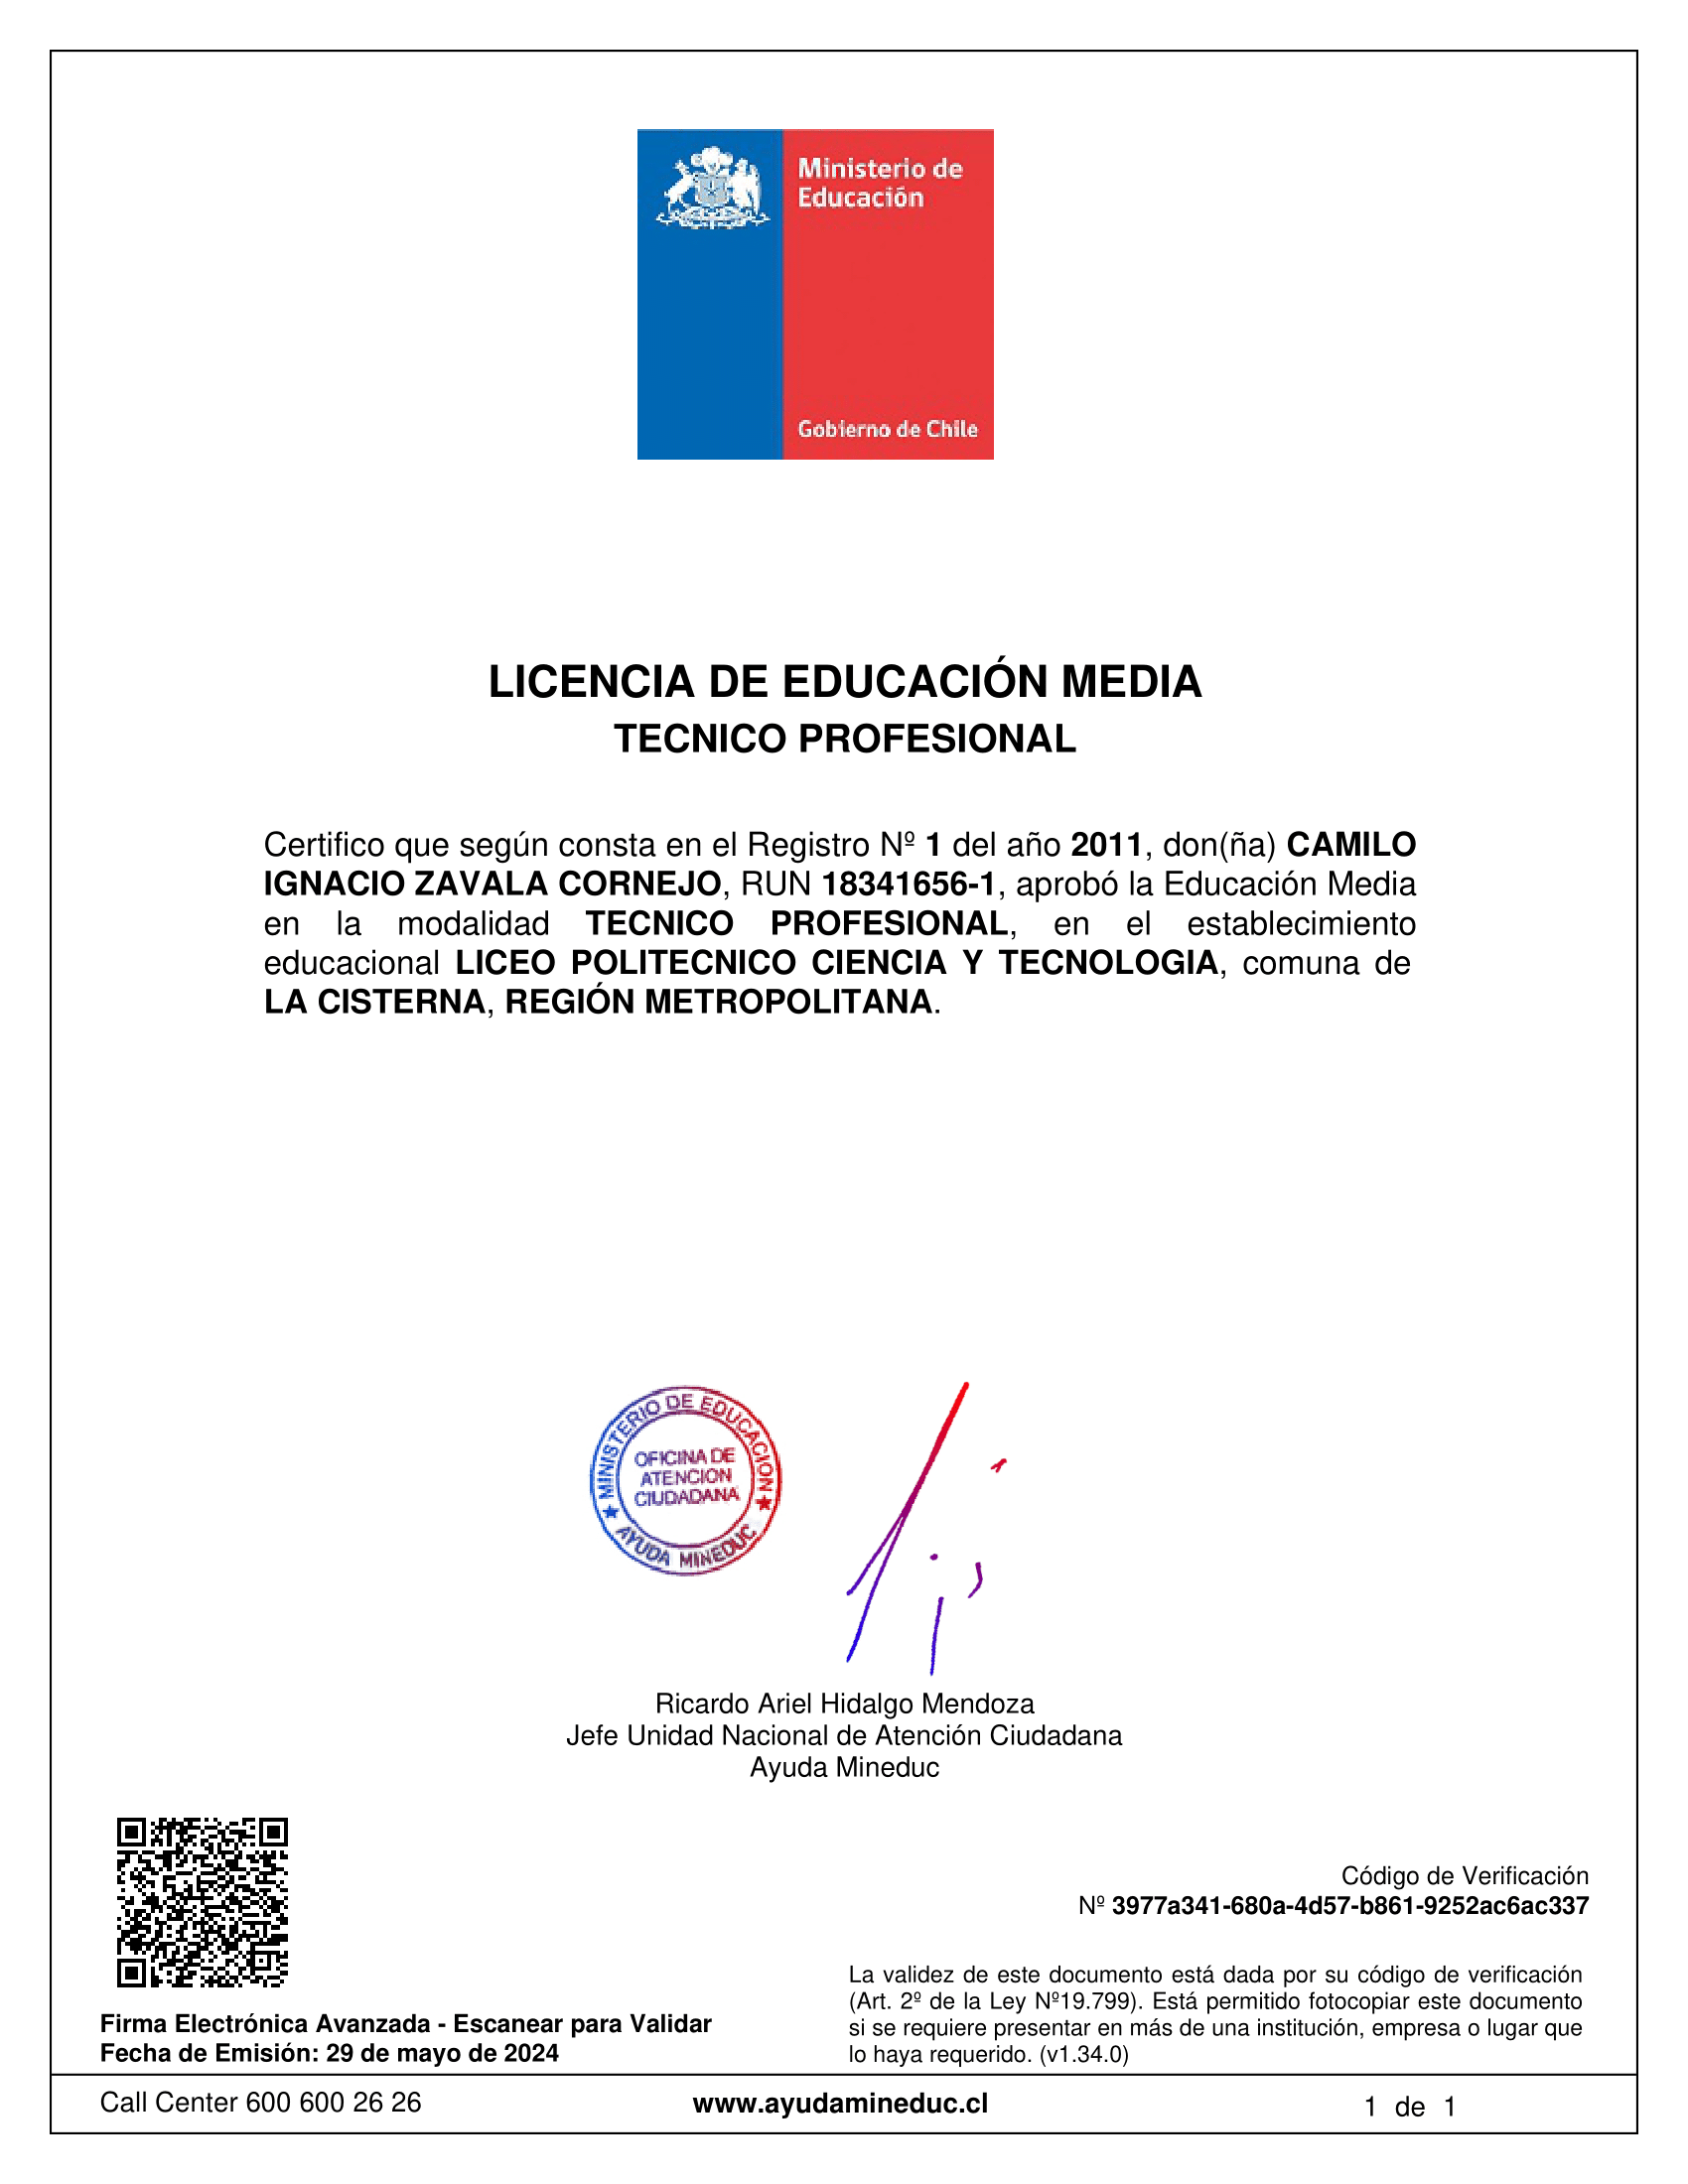 Ministerio de
Educación
Gobierno de Chile
LICENCIA DE EDUCACIÓN MEDIA
TECNICO PROFESIONAL
Certifico que según consta en el Registro Nº 1 del año 2011, don(ña) CAMILO
IGNACIO ZAVALA CORNEJO, RUN 18341656-1, aprobó la Educación Media
en la modalidad TECNICO PROFESIONAL, en el establecimiento
educacional LICEO POLITECNICO CIENCIA Y TECNOLOGIA, comuna de
LA CISTERNA, REGIÓN METROPOLITANA.
MINISTERIO DE EDUCACION
OFICINA DE
ATENCION
CIUDADANA
AYUDA MINEDUC
Ricardo Ariel Hidalgo Mendoza
Jefe Unidad Nacional de Atención Ciudadana
Ayuda Mineduc
Código de Verificación
Nº 3977a341-680a-4d57-b861-9252ac6ac337
La validez de este documento está dada por su código de verificación
(Art. 2º de la Ley Nº19.799). Está permitido fotocopiar este documento
si se requiere presentar en más de una institución, empresa o lugar que
lo haya requerido. (v1.34.0)
Firma Electrónica Avanzada - Escanear para Validar
Fecha de Emisión: 29 de mayo de 2024
Call Center 600 600 26 26
www.ayudamineduc.cl
1 de 1